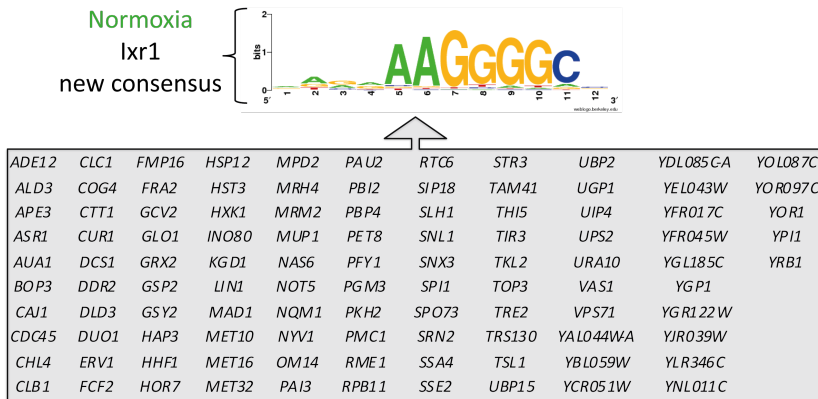 Normoxia
Ixr1
new consensus
2
bits
1
0
AAGGGGC
5′ 1 2 3 4 5 6 7 8 9 10 11 12 3′
weblogo.berkeley.edu
ADE12 CLC1 FMP16 HSP12 MPD2 PAU2 RTC6 STR3 UBP2 YDL085C-A YOL087C
ALD3 COG4 FRA2 HST3 MRH4 PBI2 SIP18 TAM41 UGP1 YEL043W YOR097C
APE3 CTT1 GCV2 HXK1 MRM2 PBP4 SLH1 THI5 UIP4 YFR017C YOR1
ASR1 CUR1 GLO1 INO80 MUP1 PET8 SNL1 TIR3 UPS2 YFR045W YPI1
AUA1 DCS1 GRX2 KGD1 NAS6 PFY1 SNX3 TKL2 URA10 YGL185C YRB1
BOP3 DDR2 GSP2 LIN1 NOT5 PGM3 SPI1 TOP3 VAS1 YGP1
CAJ1 DLD3 GSY2 MAD1 NQM1 PKH2 SPO73 TRE2 VPS71 YGR122W
CDC45 DUO1 HAP3 MET10 NYV1 PMC1 SRN2 TRS130 YAL044W-A YJR039W
CHL4 ERV1 HHF1 MET16 OM14 RME1 SSA4 TSL1 YBL059W YLR346C
CLB1 FCF2 HOR7 MET32 PAI3 RPB11 SSE2 UBP15 YCR051W YNL011C